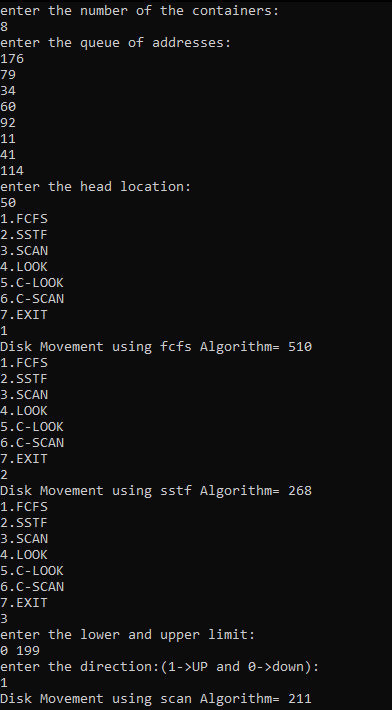 enter the number of the containers:
8
enter the queue of addresses:
176
79
34
60
92
11
41
114
enter the head location:
50
1.FCFS
2.SSTF
3.SCAN
4.LOOK
5.C-LOOK
6.C-SCAN
7.EXIT
1
Disk Movement using fcfs Algorithm= 510
1.FCFS
2.SSTF
3.SCAN
4.LOOK
5.C-LOOK
6.C-SCAN
7.EXIT
2
Disk Movement using sstf Algorithm= 268
1.FCFS
2.SSTF
3.SCAN
4.LOOK
5.C-LOOK
6.C-SCAN
7.EXIT
3
enter the lower and upper limit:
0 199
enter the direction:(1->UP and 0->down):
1
Disk Movement using scan Algorithm= 211